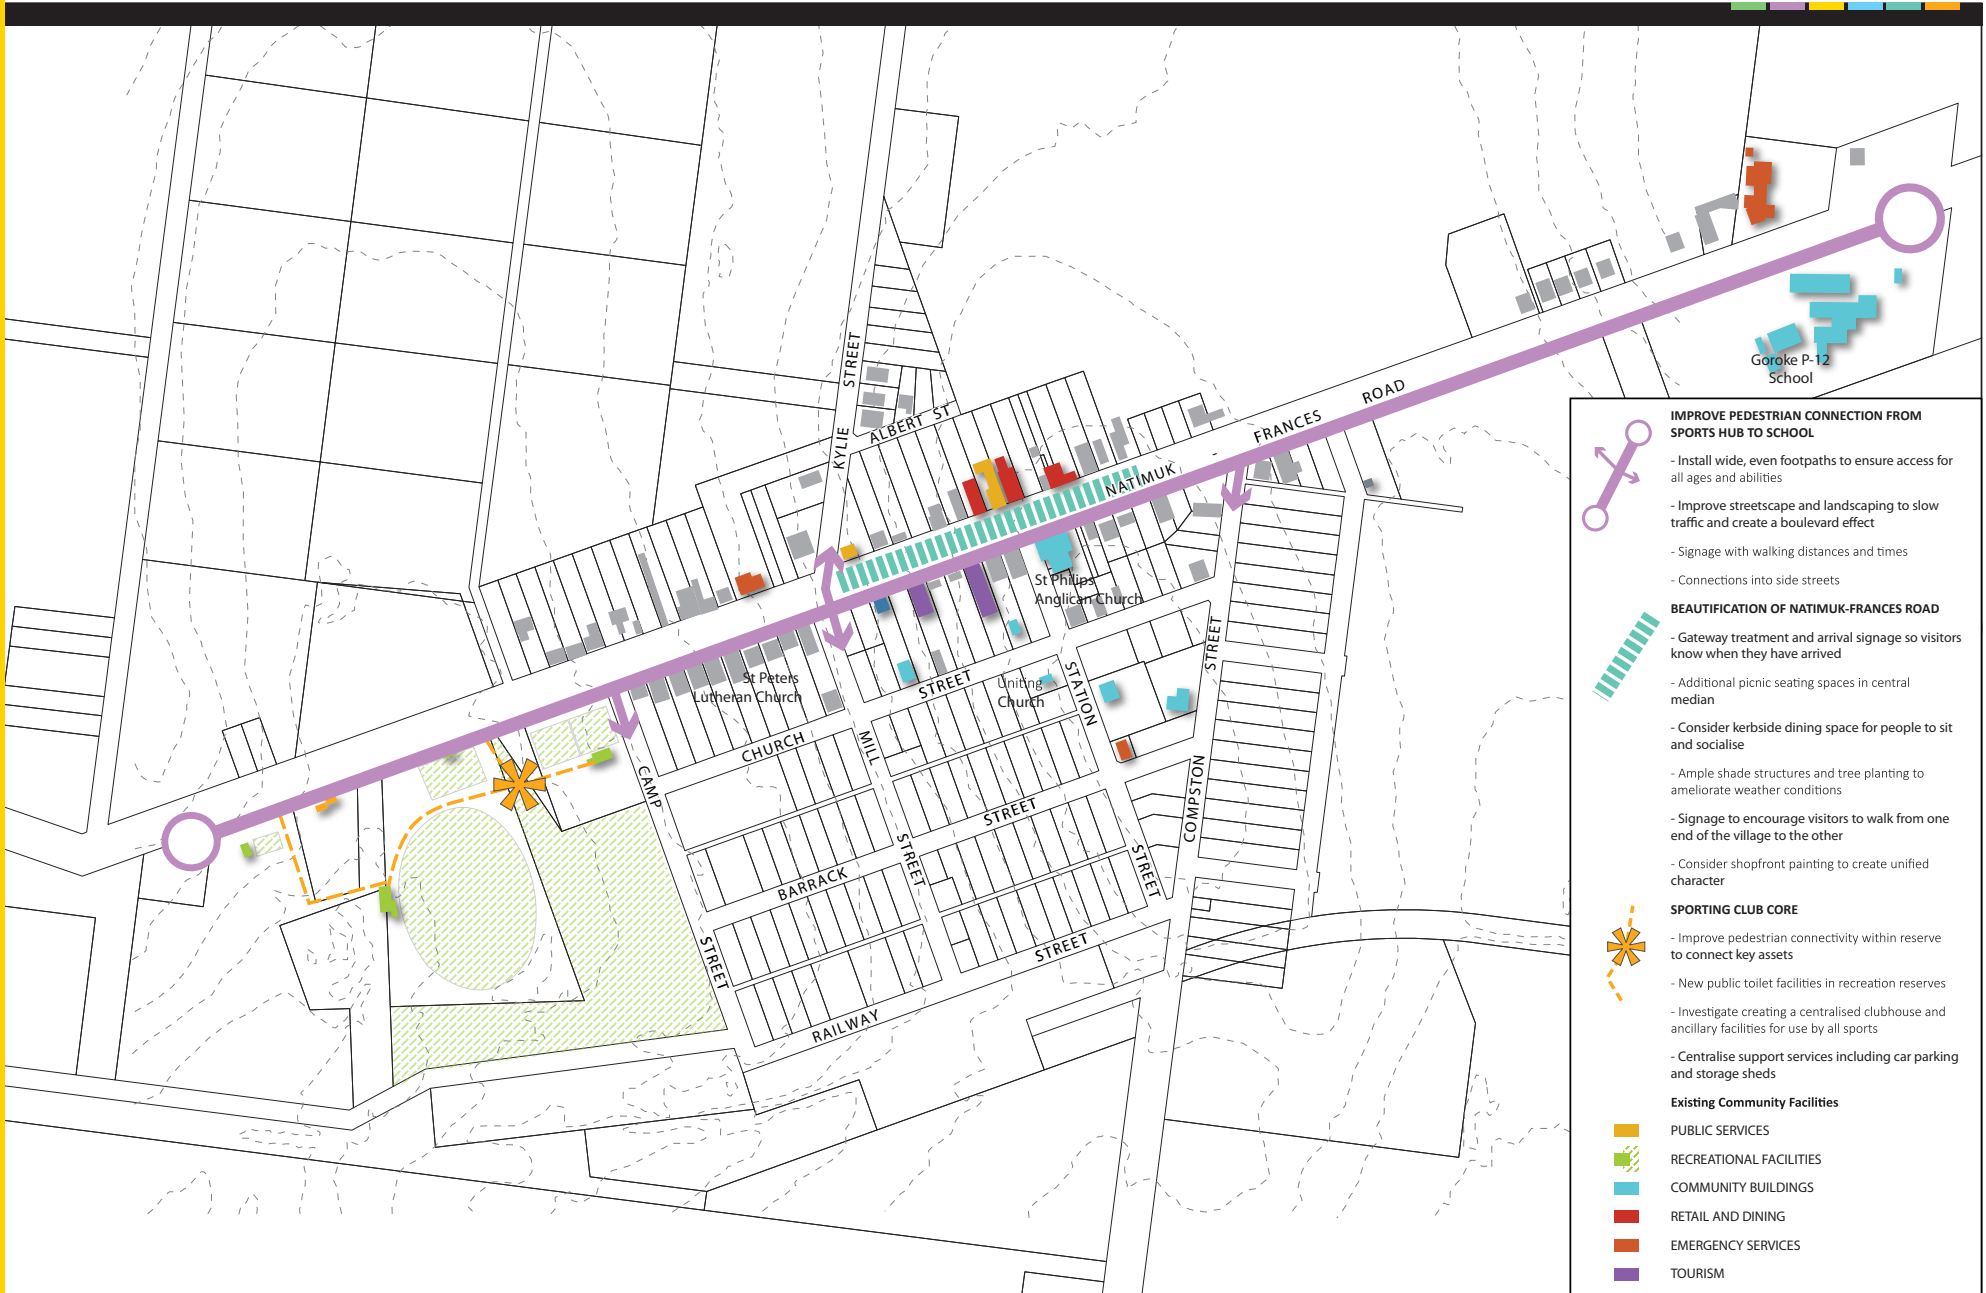 KYLIE STREET
ALBERT ST
NATIMUK FRANCES ROAD
Goroke P-12
School
St Philips
Anglican Church
St Peters
Lutheran Church
Uniting
Church
CHURCH STREET
STATION STREET
MILL STREET
CAMP STREET
COMPSTON STREET
BARRACK STREET
RAILWAY STREET
IMPROVE PEDESTRIAN CONNECTION FROM
SPORTS HUB TO SCHOOL
- Install wide, even footpaths to ensure access for
all ages and abilities
- Improve streetscape and landscaping to slow
traffic and create a boulevard effect
- Signage with walking distances and times
- Connections into side streets
BEAUTIFICATION OF NATIMUK-FRANCES ROAD
- Gateway treatment and arrival signage so visitors
know when they have arrived
- Additional picnic seating spaces in central
median
- Consider kerbside dining space for people to sit
and socialise
- Ample shade structures and tree planting to
ameliorate weather conditions
- Signage to encourage visitors to walk from one
end of the village to the other
- Consider shopfront painting to create unified
character
SPORTING CLUB CORE
- Improve pedestrian connectivity within reserve
to connect key assets
- New public toilet facilities in recreation reserves
- Investigate creating a centralised clubhouse and
ancillary facilities for use by all sports
- Centralise support services including car parking
and storage sheds
Existing Community Facilities
PUBLIC SERVICES
RECREATIONAL FACILITIES
COMMUNITY BUILDINGS
RETAIL AND DINING
EMERGENCY SERVICES
TOURISM